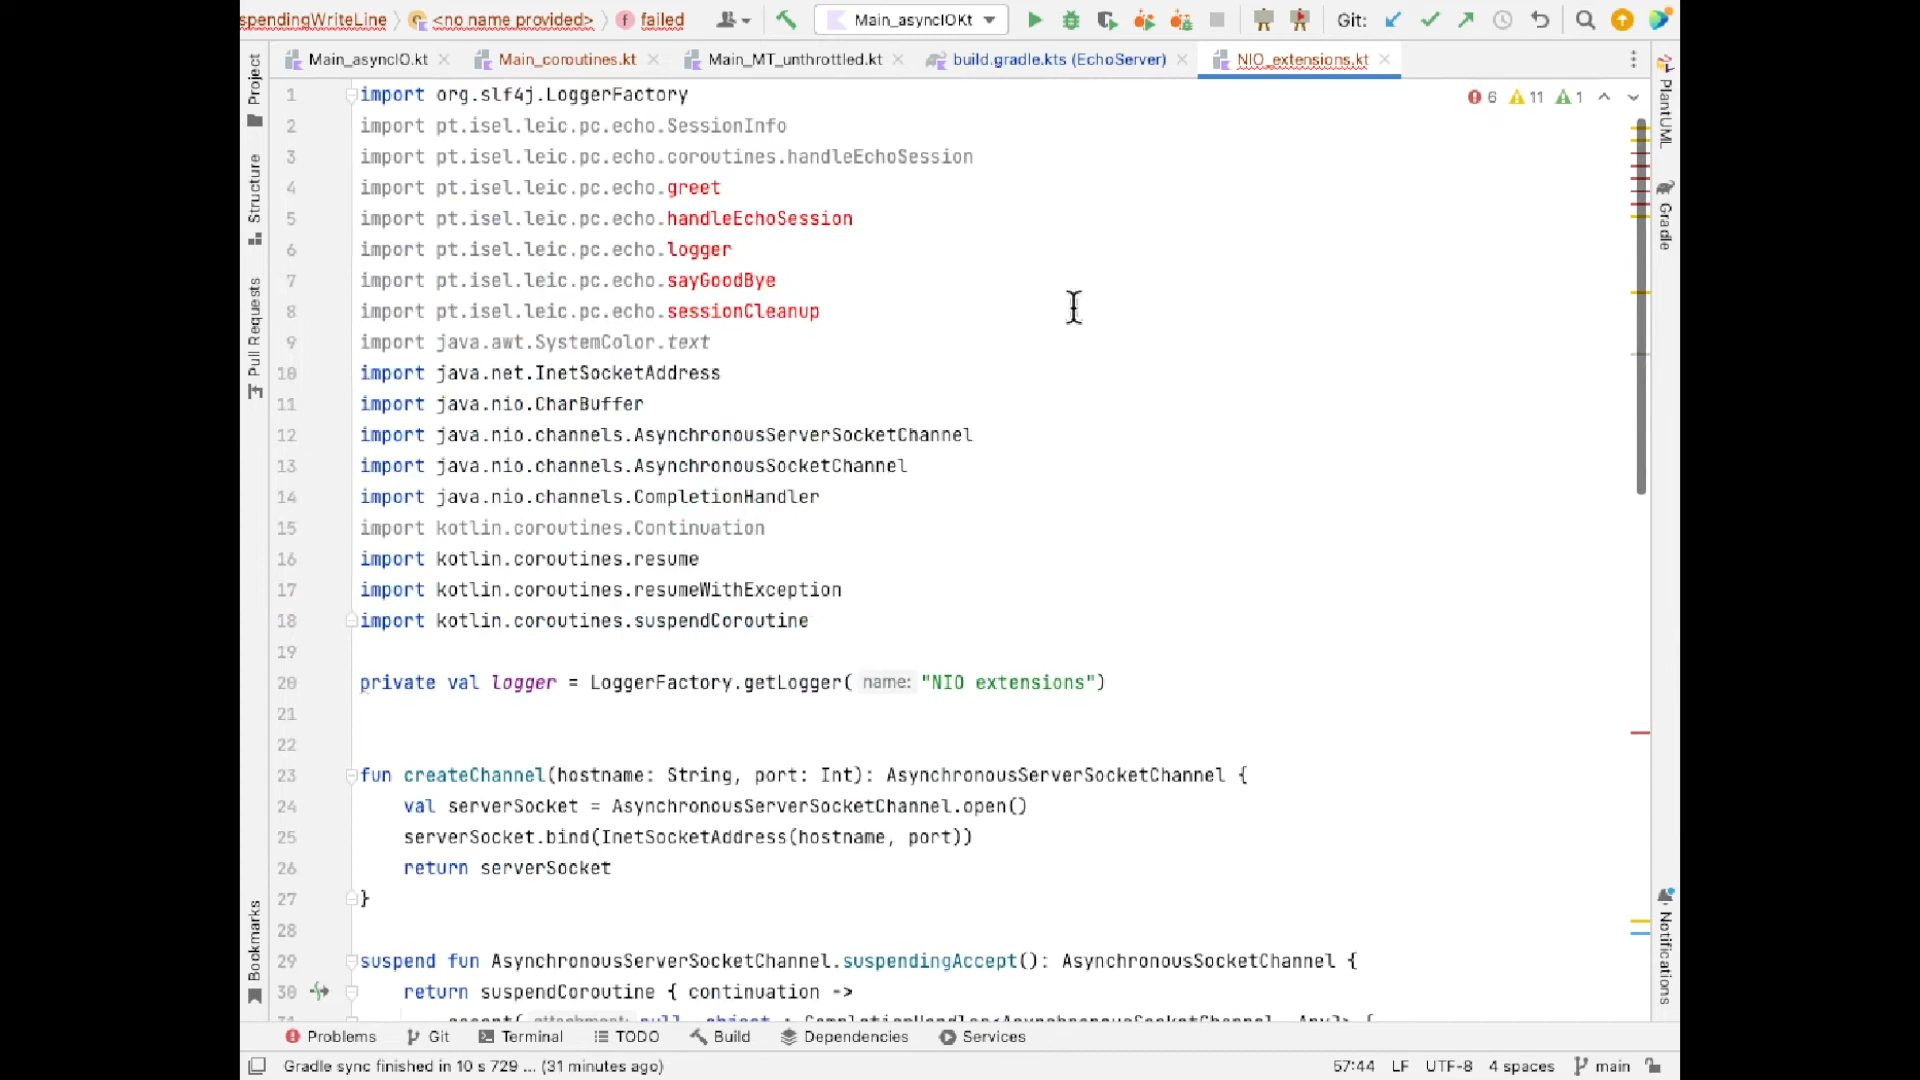 spendingWriteLine <no name provided> failed Main_asyncIOKt Git:
Main_asyncIO.kt Main_coroutines.kt Main_MT_unthrottled.kt build.gradle.kts (EchoServer) NIO_extensions.kt
6 11 1
Project
Structure
Pull Requests
Bookmarks
1 import org.slf4j.LoggerFactory
2 import pt.isel.leic.pc.echo.SessionInfo
3 import pt.isel.leic.pc.echo.coroutines.handleEchoSession
4 import pt.isel.leic.pc.echo.greet
5 import pt.isel.leic.pc.echo.handleEchoSession
6 import pt.isel.leic.pc.echo.logger
7 import pt.isel.leic.pc.echo.sayGoodBye
8 import pt.isel.leic.pc.echo.sessionCleanup
9 import java.awt.SystemColor.text
10 import java.net.InetSocketAddress
11 import java.nio.CharBuffer
12 import java.nio.channels.AsynchronousServerSocketChannel
13 import java.nio.channels.AsynchronousSocketChannel
14 import java.nio.channels.CompletionHandler
15 import kotlin.coroutines.Continuation
16 import kotlin.coroutines.resume
17 import kotlin.coroutines.resumeWithException
18 import kotlin.coroutines.suspendCoroutine
19
20 private val logger = LoggerFactory.getLogger( name: "NIO extensions")
21
22
23 fun createChannel(hostname: String, port: Int): AsynchronousServerSocketChannel {
24 val serverSocket = AsynchronousServerSocketChannel.open()
25 serverSocket.bind(InetSocketAddress(hostname, port))
26 return serverSocket
27 }
28
29 suspend fun AsynchronousServerSocketChannel.suspendingAccept(): AsynchronousSocketChannel {
30 return suspendCoroutine { continuation ->
PlantUML
Gradle
Notifications
Problems Git Terminal TODO Build Dependencies Services
Gradle sync finished in 10 s 729 ... (31 minutes ago) 57:44 LF UTF-8 4 spaces main